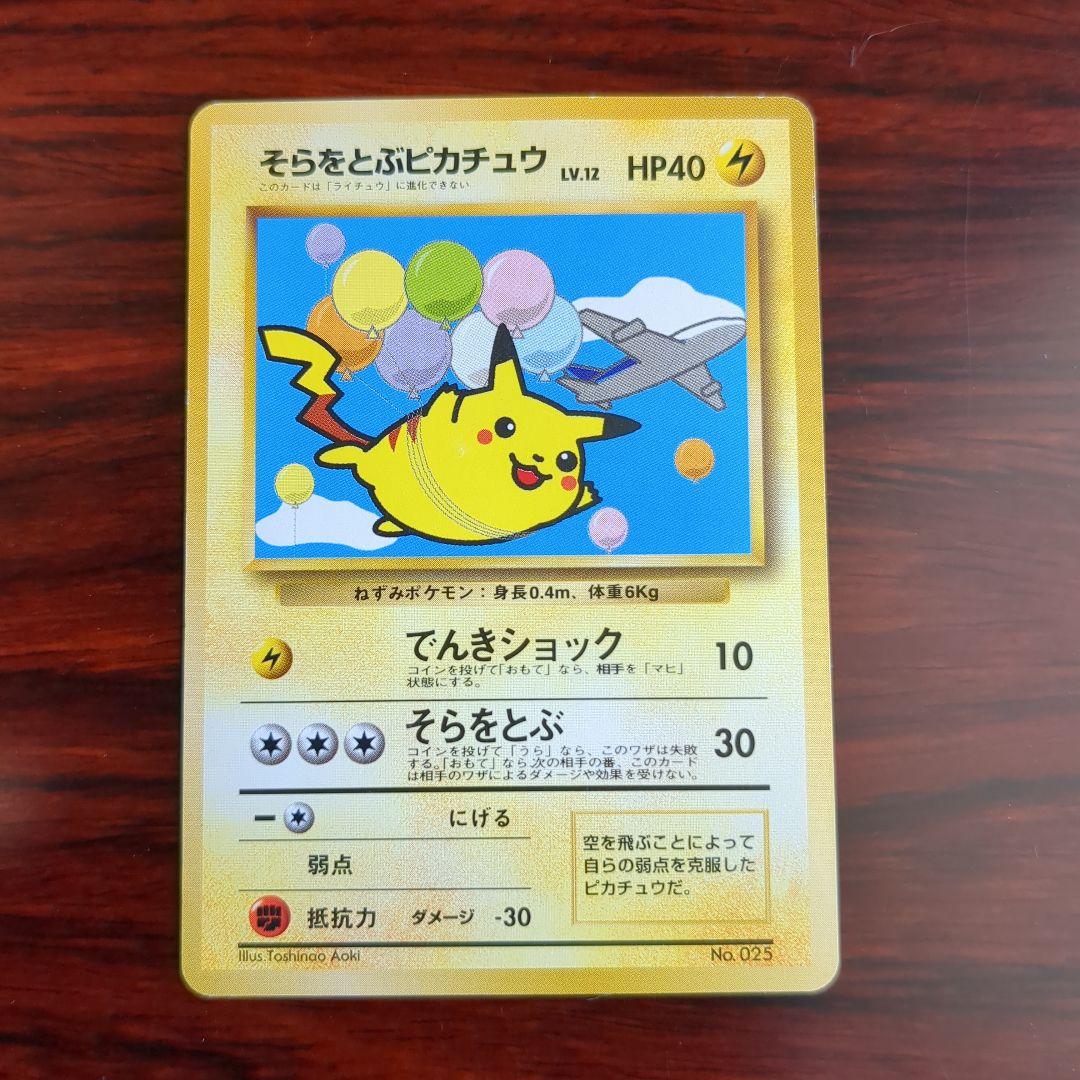 そらをとぶピカチュウ LV.12 HP40
このカードは「ライチュウ」に進化できない
ねずみポケモン：身長0.4m、体重6Kg
でんきショック 10
コインを投げて「おもて」なら、相手を「マヒ」
状態にする。
そらをとぶ 30
コインを投げて「うら」なら、このワザは失敗
する。「おもて」なら、次の相手の番、このカード
は相手のワザによるダメージや効果を受けない。
ー にげる
弱点
抵抗力 ダメージ -30
空を飛ぶことによって
自らの弱点を克服した
ピカチュウだ。
Illus.Toshinao Aoki No. 025